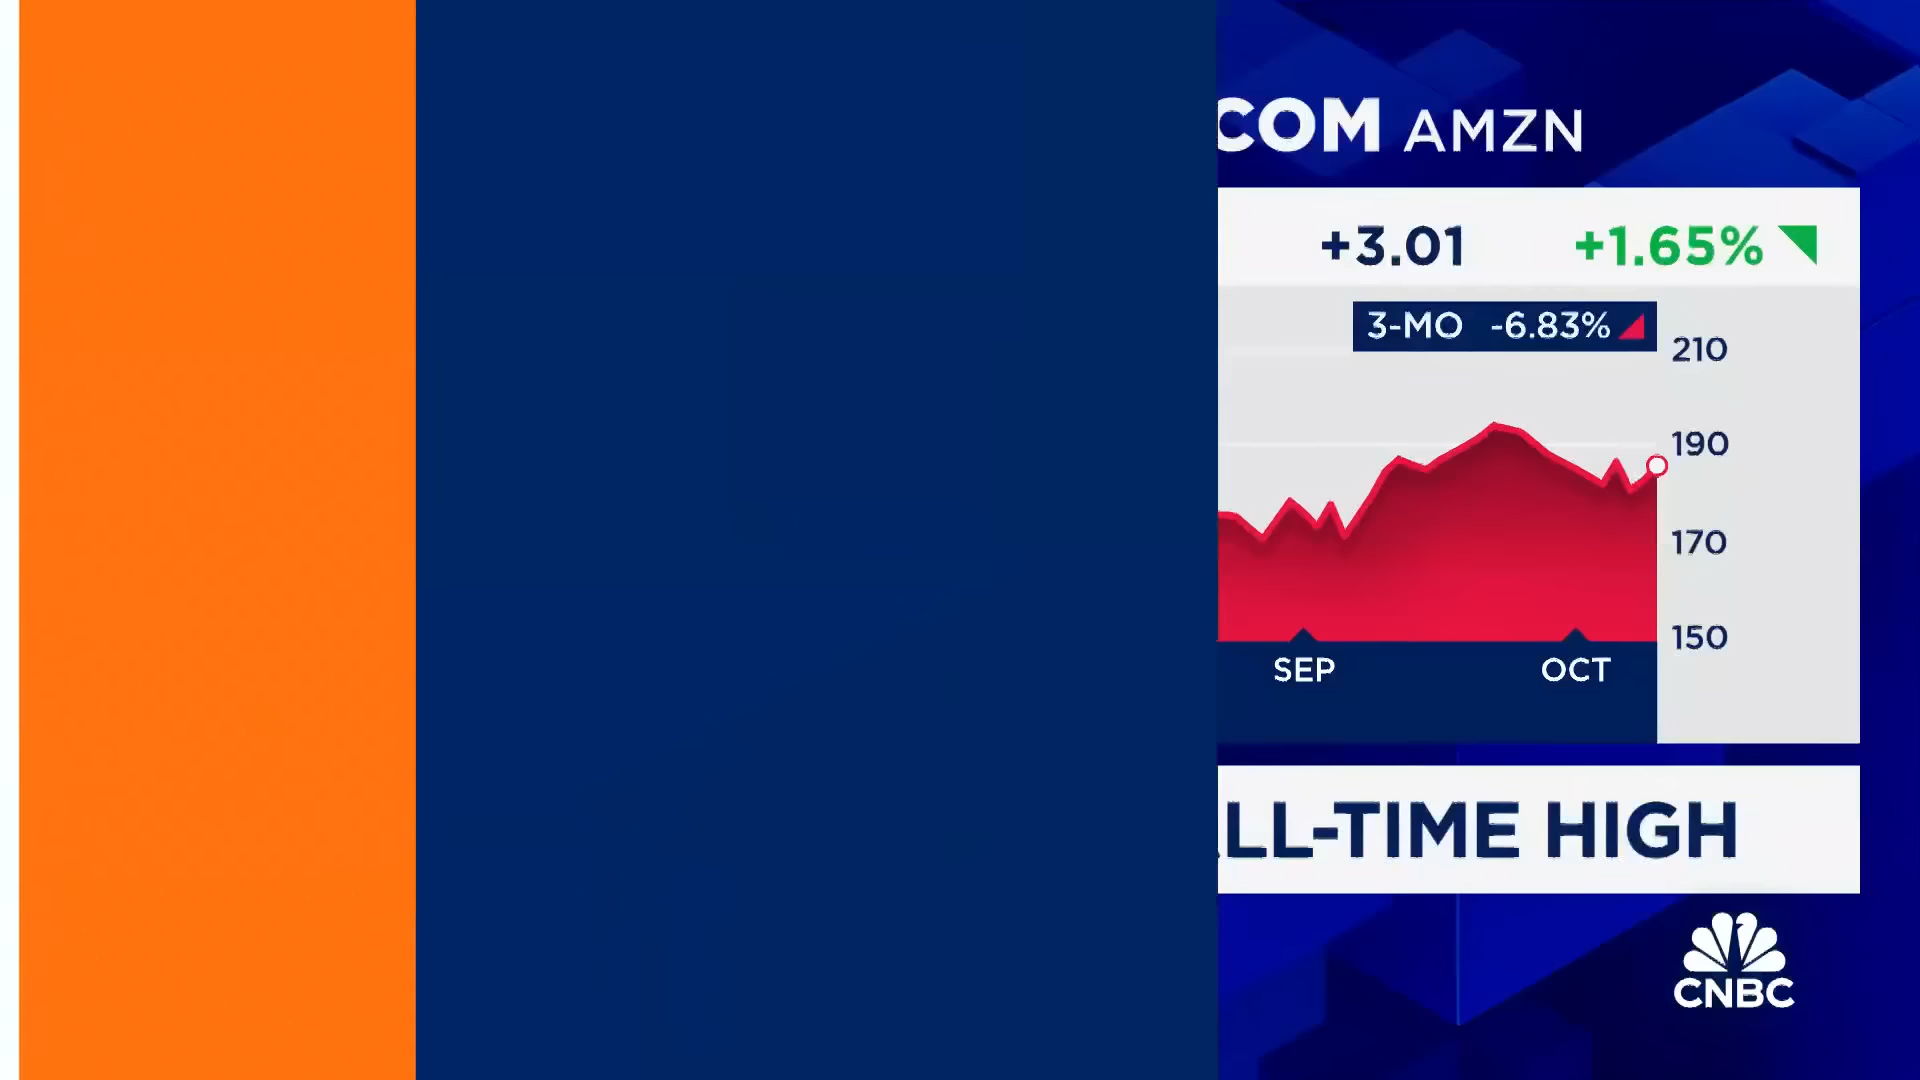 COM AMZN
+3.01 +1.65%
3-MO -6.83%
210
190
170
150
SEP OCT
LL-TIME HIGH
CNBC